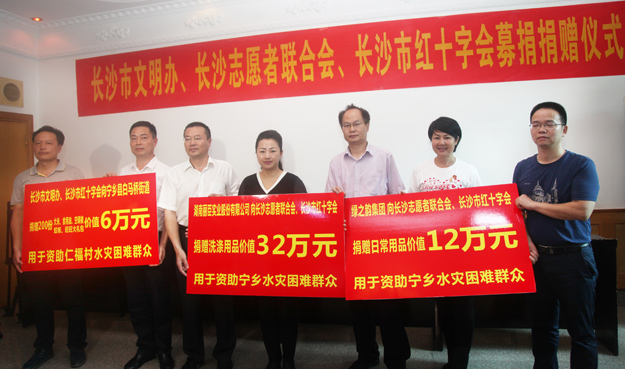 长沙市文明办、长沙志愿者联合会、长沙市红十字会募捐捐赠仪式
长沙市文明办、长沙市红十字会向宁乡县白马桥街道
捐赠200份
价值6万元
用于资助仁福村水灾困难群众
湖南丽臣实业股份有限公司 向长沙志愿者联合会、长沙市红十字会
捐赠洗涤用品价值32万元
用于资助宁乡水灾困难群众
绿之韵集团 向长沙志愿者联合会、长沙市红十字会
捐赠日常用品价值12万元
用于资助宁乡水灾困难群众